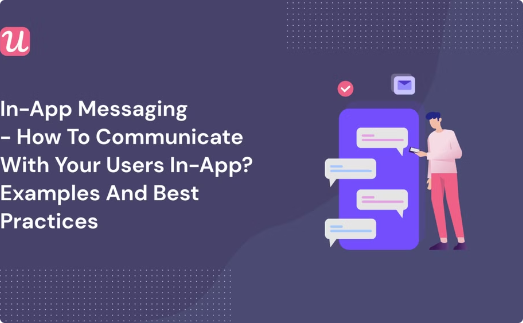 u
In-App Messaging
- How To Communicate
With Your Users In-App?
Examples And Best
Practices